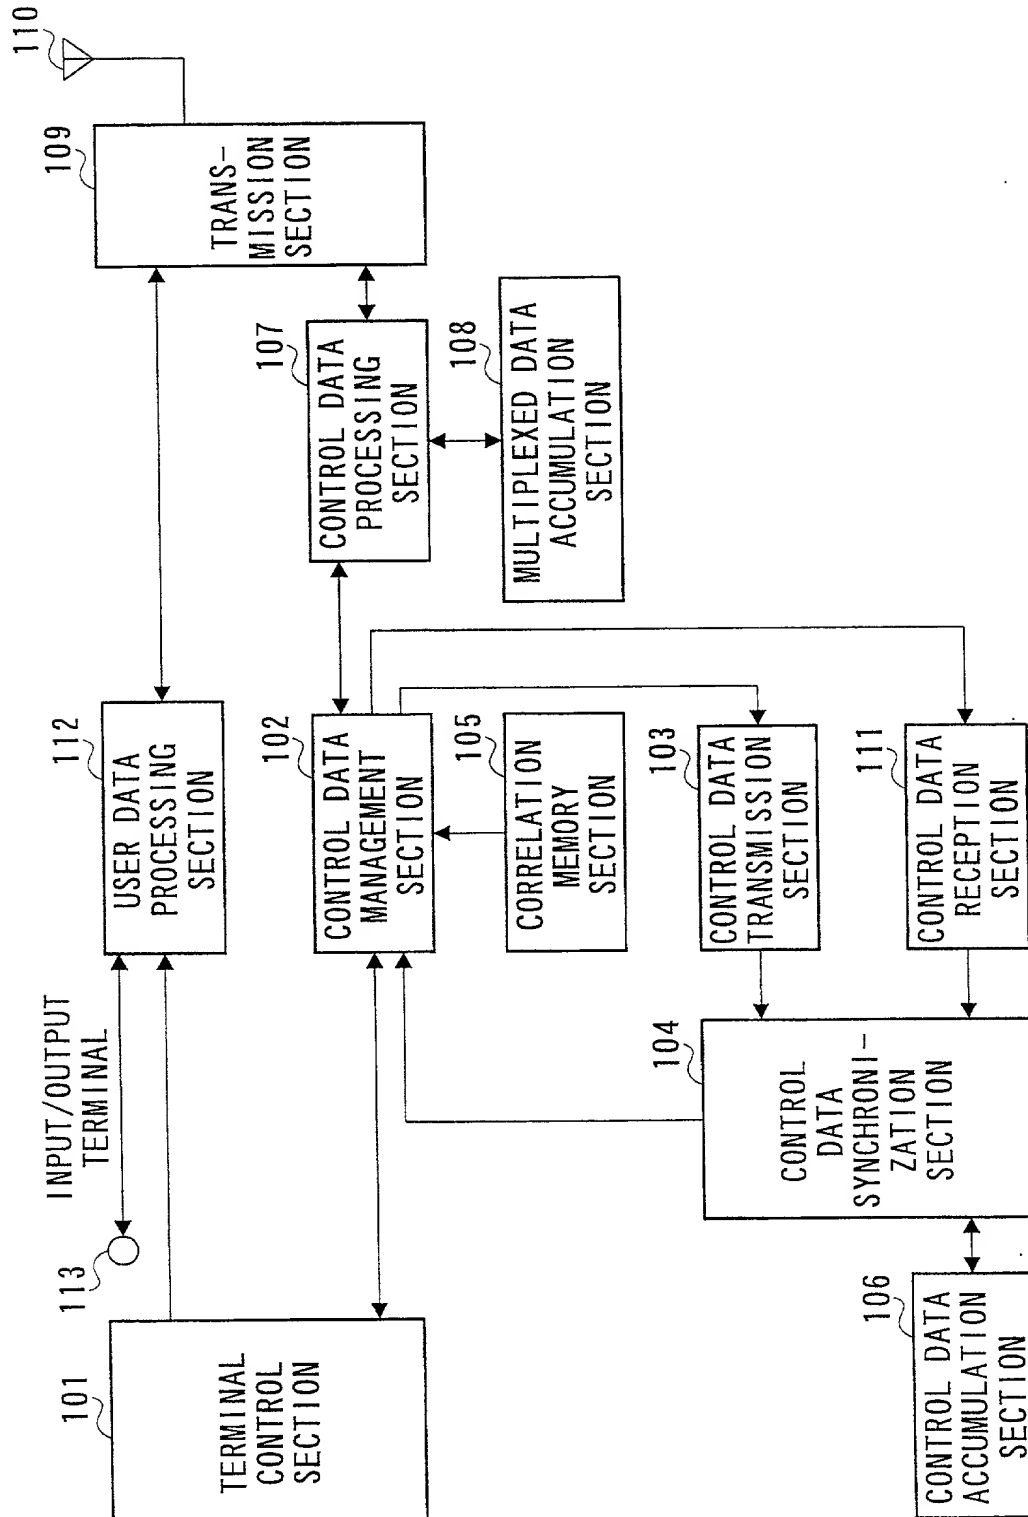 101
TERMINAL
CONTROL
SECTION
113
INPUT/OUTPUT
TERMINAL
112
USER DATA
PROCESSING
SECTION
109
TRANS-
MISSION
SECTION
110
102
CONTROL DATA
MANAGEMENT
SECTION
107
CONTROL DATA
PROCESSING
SECTION
105
CORRELATION
MEMORY
SECTION
108
MULTIPLEXED DATA
ACCUMULATION
SECTION
104
CONTROL
DATA
SYNCHRONI-
ZATION
SECTION
103
CONTROL DATA
TRANSMISSION
SECTION
106
CONTROL DATA
ACCUMULATION
SECTION
111
CONTROL DATA
RECEPTION
SECTION